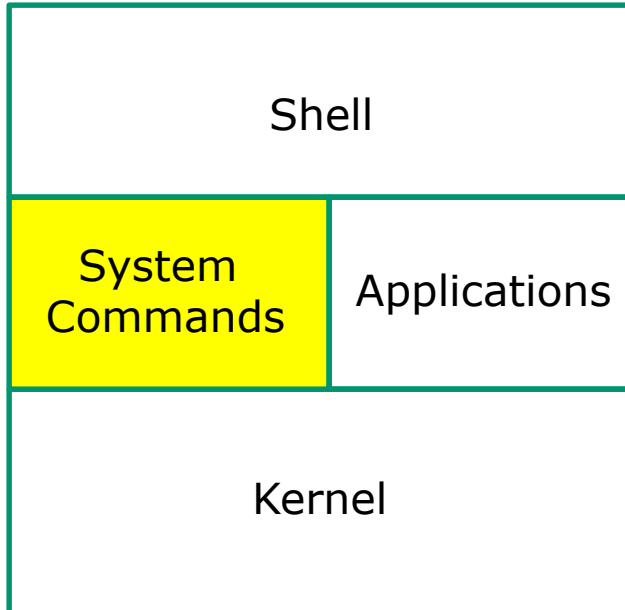 Shell
System
Commands
Applications
Kernel